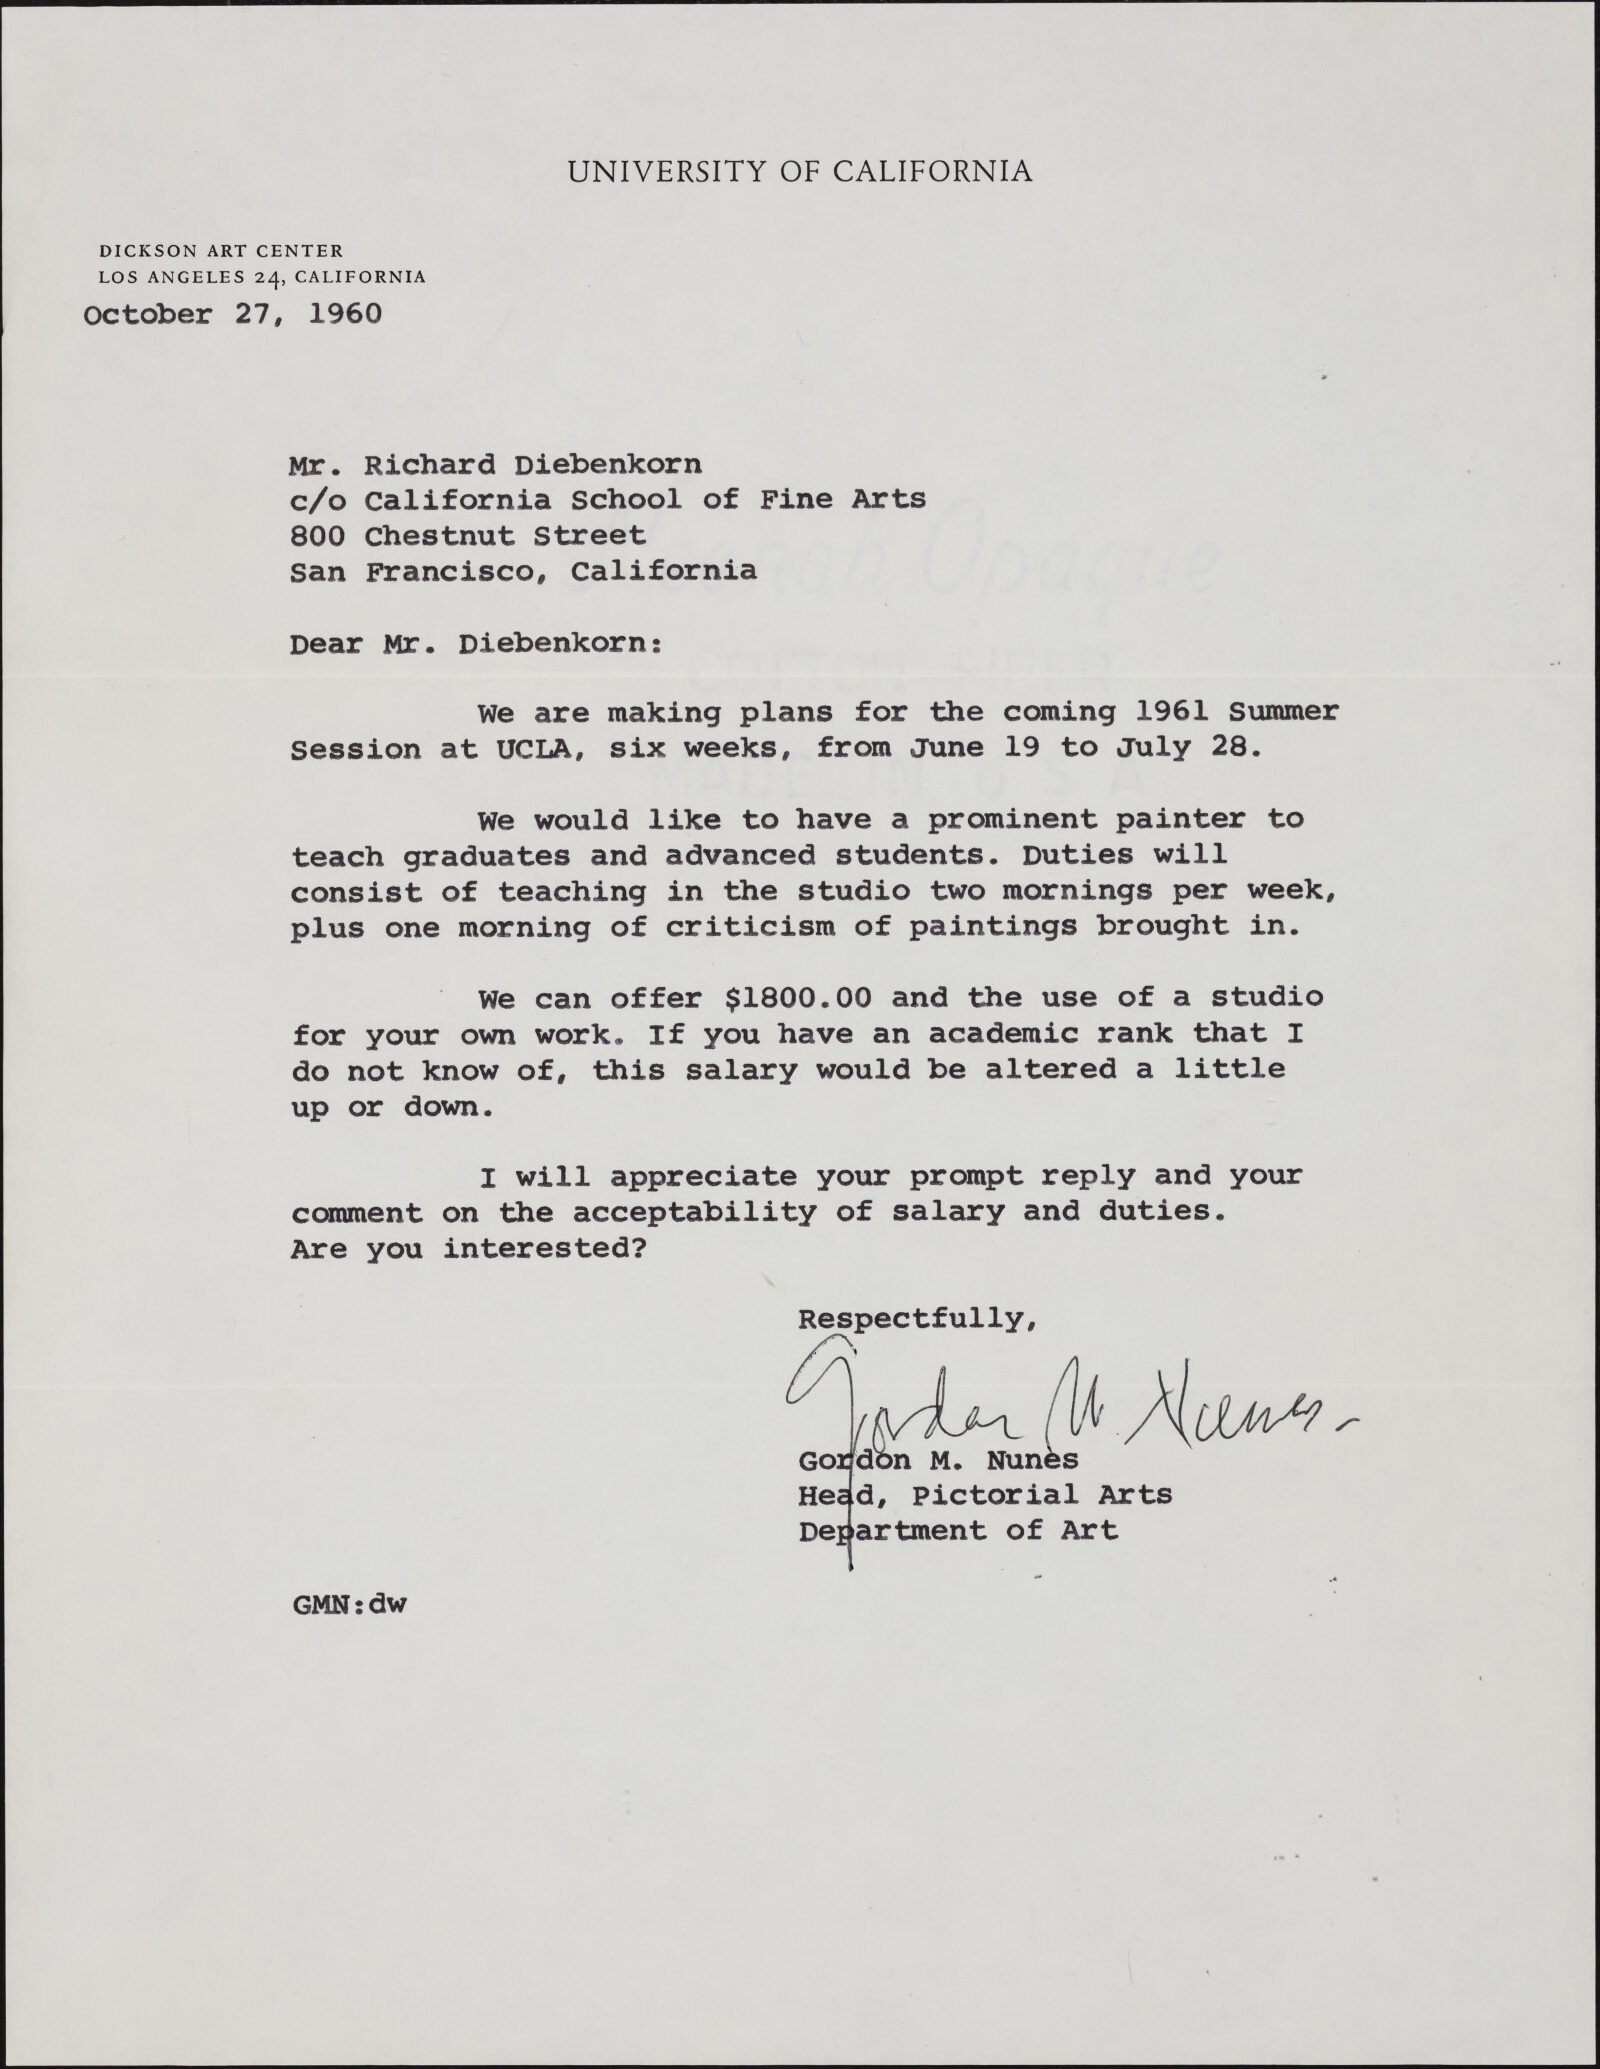 UNIVERSITY OF CALIFORNIA
DICKSON ART CENTER
LOS ANGELES 24, CALIFORNIA
October 27, 1960
Mr. Richard Diebenkorn
c/o California School of Fine Arts
800 Chestnut Street
San Francisco, California
Dear Mr. Diebenkorn:
We are making plans for the coming 1961 Summer
Session at UCLA, six weeks, from June 19 to July 28.
We would like to have a prominent painter to
teach graduates and advanced students. Duties will
consist of teaching in the studio two mornings per week,
plus one morning of criticism of paintings brought in.
We can offer $1800.00 and the use of a studio
for your own work. If you have an academic rank that I
do not know of, this salary would be altered a little
up or down.
I will appreciate your prompt reply and your
comment on the acceptability of salary and duties.
Are you interested?
Respectfully,
Gordon M. Nunes
Gordon M. Nunès
Head, Pictorial Arts
Department of Art
GMN:dw
Opaque
COTTON FIBER
MADE IN U S A